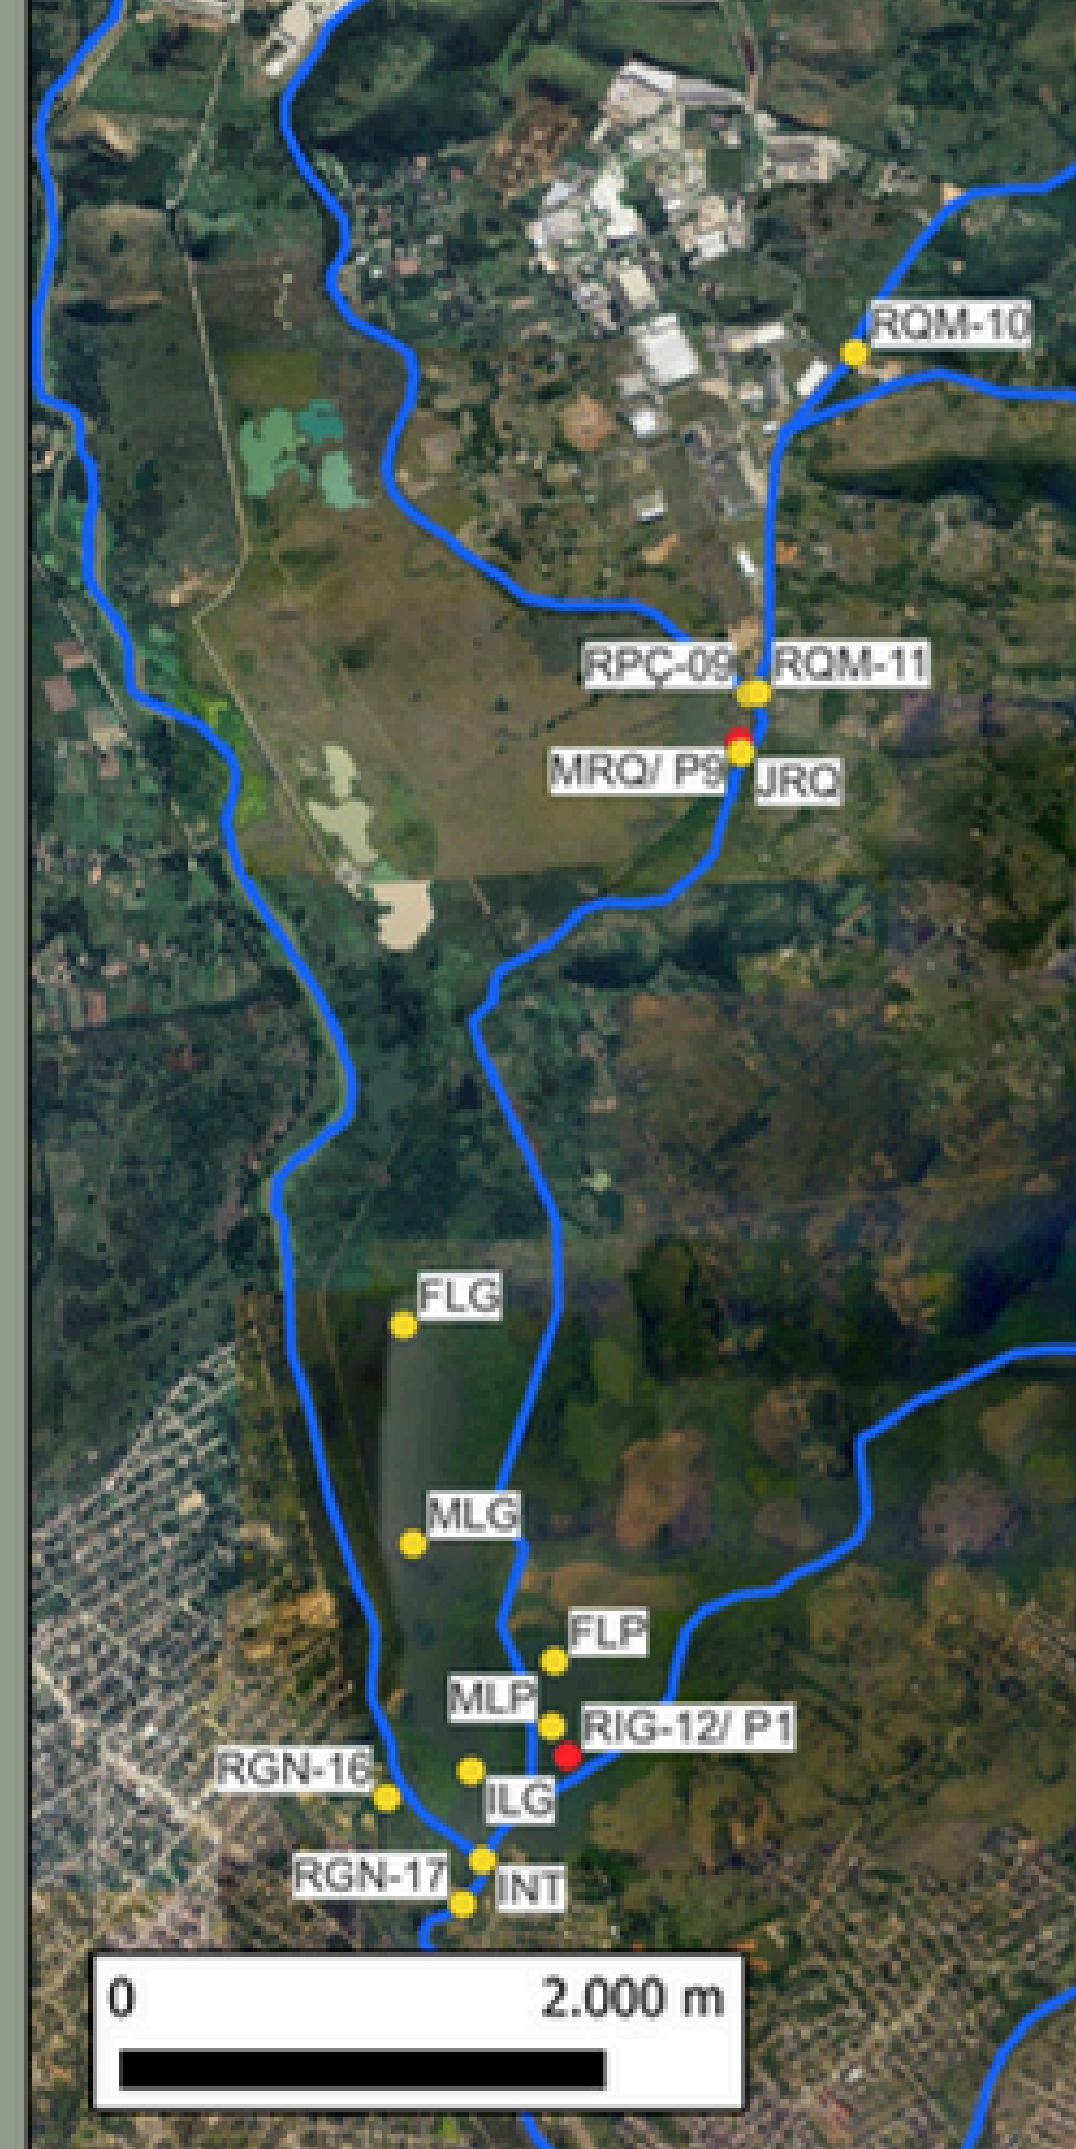 RQM-10
RPÇ-09
RQM-11
MRQ/ P9
JRQ
FLG
MLG
FLP
MLP
RIG-12/ P1
RGN-16
ILG
RGN-17
INT
0 2.000 m